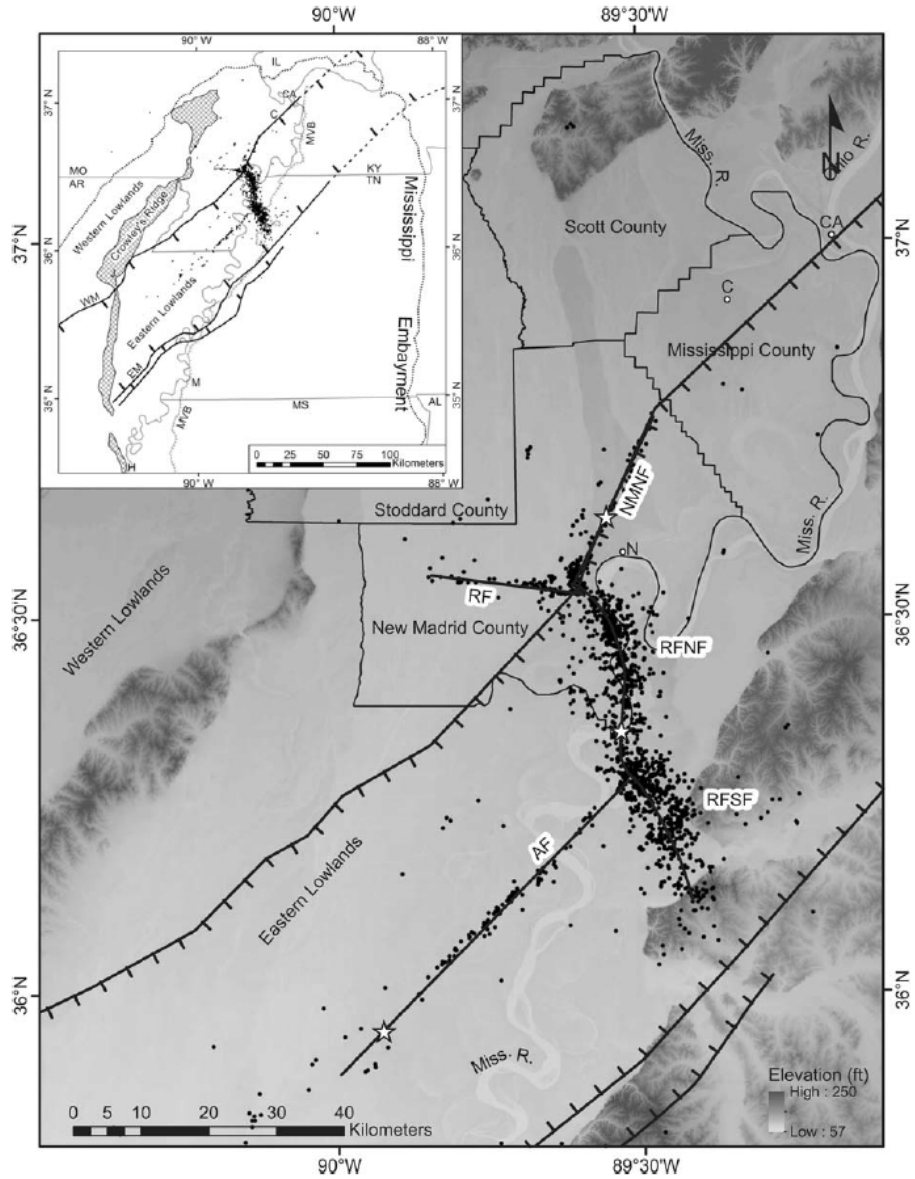 90°W
89°30'W
90° W
88° W
IL
37° N
CA
C
37° N
MVB
MO
AR
KY
TN
Western Lowlands
Crowley's Ridge
Mississippi
Embayment
36° N
36° N
WM
Eastern Lowlands
EM
M
35° N
35° N
MS
AL
MVB
H
0 25 50 75 100
Kilometers
90° W
88° W
Miss. R.
N
Ohio R.
Scott County
CA
37°N
37°N
C
Mississippi County
Stoddard County
NMNF
Miss. R.
N
RF
36°30'N
36°30'N
New Madrid County
RFNF
Western Lowlands
RFSF
AF
Eastern Lowlands
36°N
36°N
Miss. R.
Elevation (ft)
High : 250
Low : 57
0 5 10 20 30 40
Kilometers
90°W
89°30'W